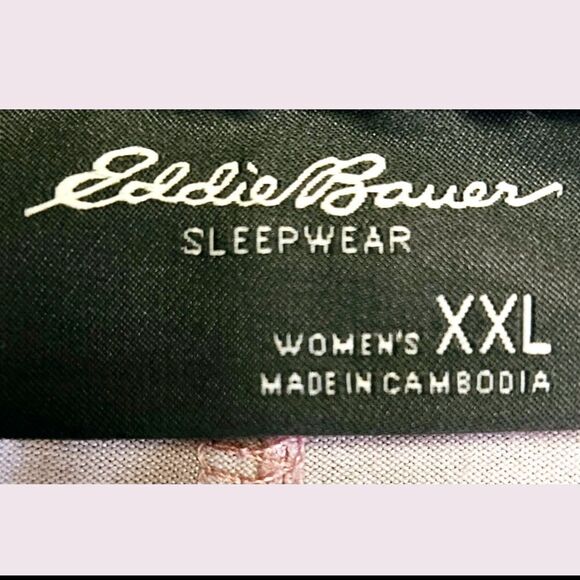 Eddie Bauer
SLEEPWEAR
WOMEN'S XXL
MADE IN CAMBODIA